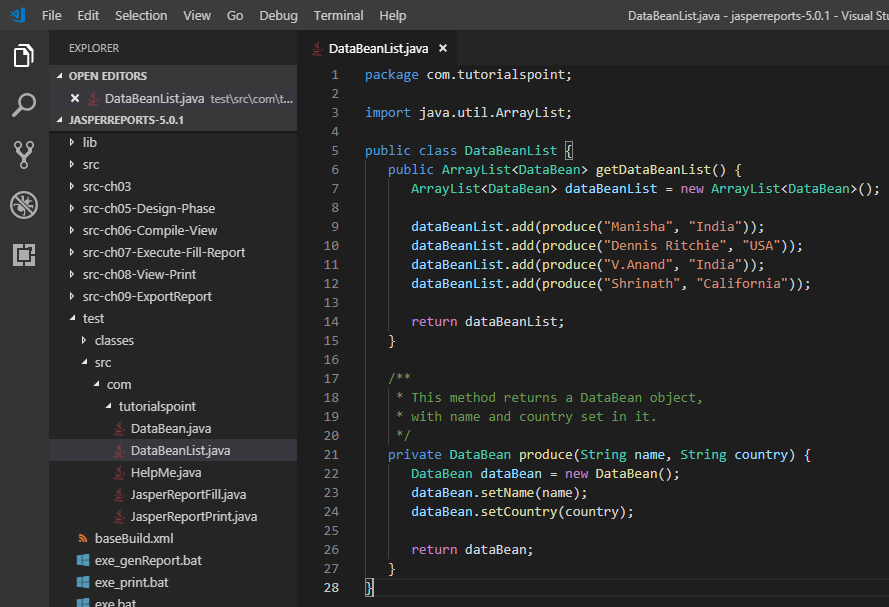 File Edit Selection View Go Debug Terminal Help DataBeanList.java - jasperreports-5.0.1 - Visual
EXPLORER
OPEN EDITORS
DataBeanList.java test\src\com\t...
JASPERREPORTS-5.0.1
lib
src
src-ch03
src-ch05-Design-Phase
src-ch06-Compile-View
src-ch07-Execute-Fill-Report
src-ch08-View-Print
src-ch09-ExportReport
test
classes
src
com
tutorialspoint
DataBean.java
DataBeanList.java
HelpMe.java
JasperReportFill.java
JasperReportPrint.java
baseBuild.xml
exe_genReport.bat
exe_print.bat
exe.bat
DataBeanList.java
1 package com.tutorialspoint;
2
3 import java.util.ArrayList;
4
5 public class DataBeanList {
6 public ArrayList<DataBean> getDataBeanList() {
7 ArrayList<DataBean> dataBeanList = new ArrayList<DataBean>();
8
9 dataBeanList.add(produce("Manisha", "India"));
10 dataBeanList.add(produce("Dennis Ritchie", "USA"));
11 dataBeanList.add(produce("V.Anand", "India"));
12 dataBeanList.add(produce("Shrinath", "California"));
13
14 return dataBeanList;
15 }
16
17 /**
18 * This method returns a DataBean object,
19 * with name and country set in it.
20 */
21 private DataBean produce(String name, String country) {
22 DataBean dataBean = new DataBean();
23 dataBean.setName(name);
24 dataBean.setCountry(country);
25
26 return dataBean;
27 }
28 }